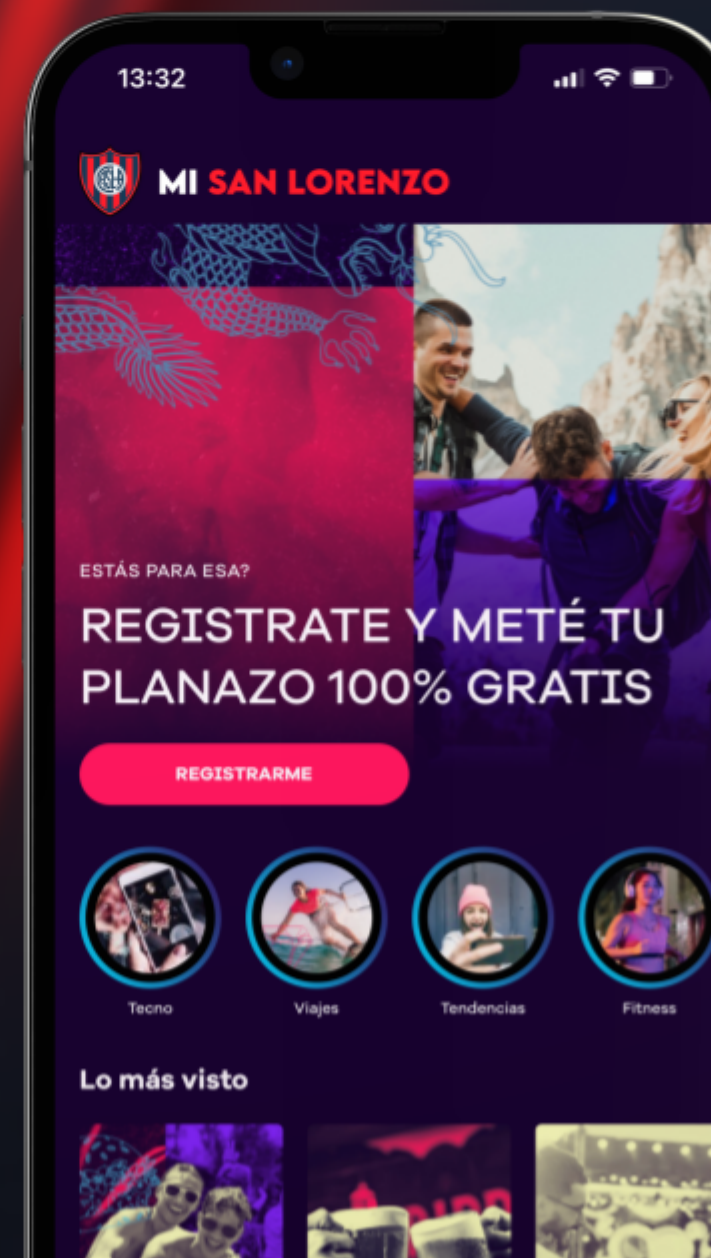 13:32
MI SAN LORENZO
ESTÁS PARA ESA?
REGISTRATE Y METÉ TU
PLANAZO 100% GRATIS
REGISTRARME
Tecno
Viajes
Tendencias
Fitness
Lo más visto